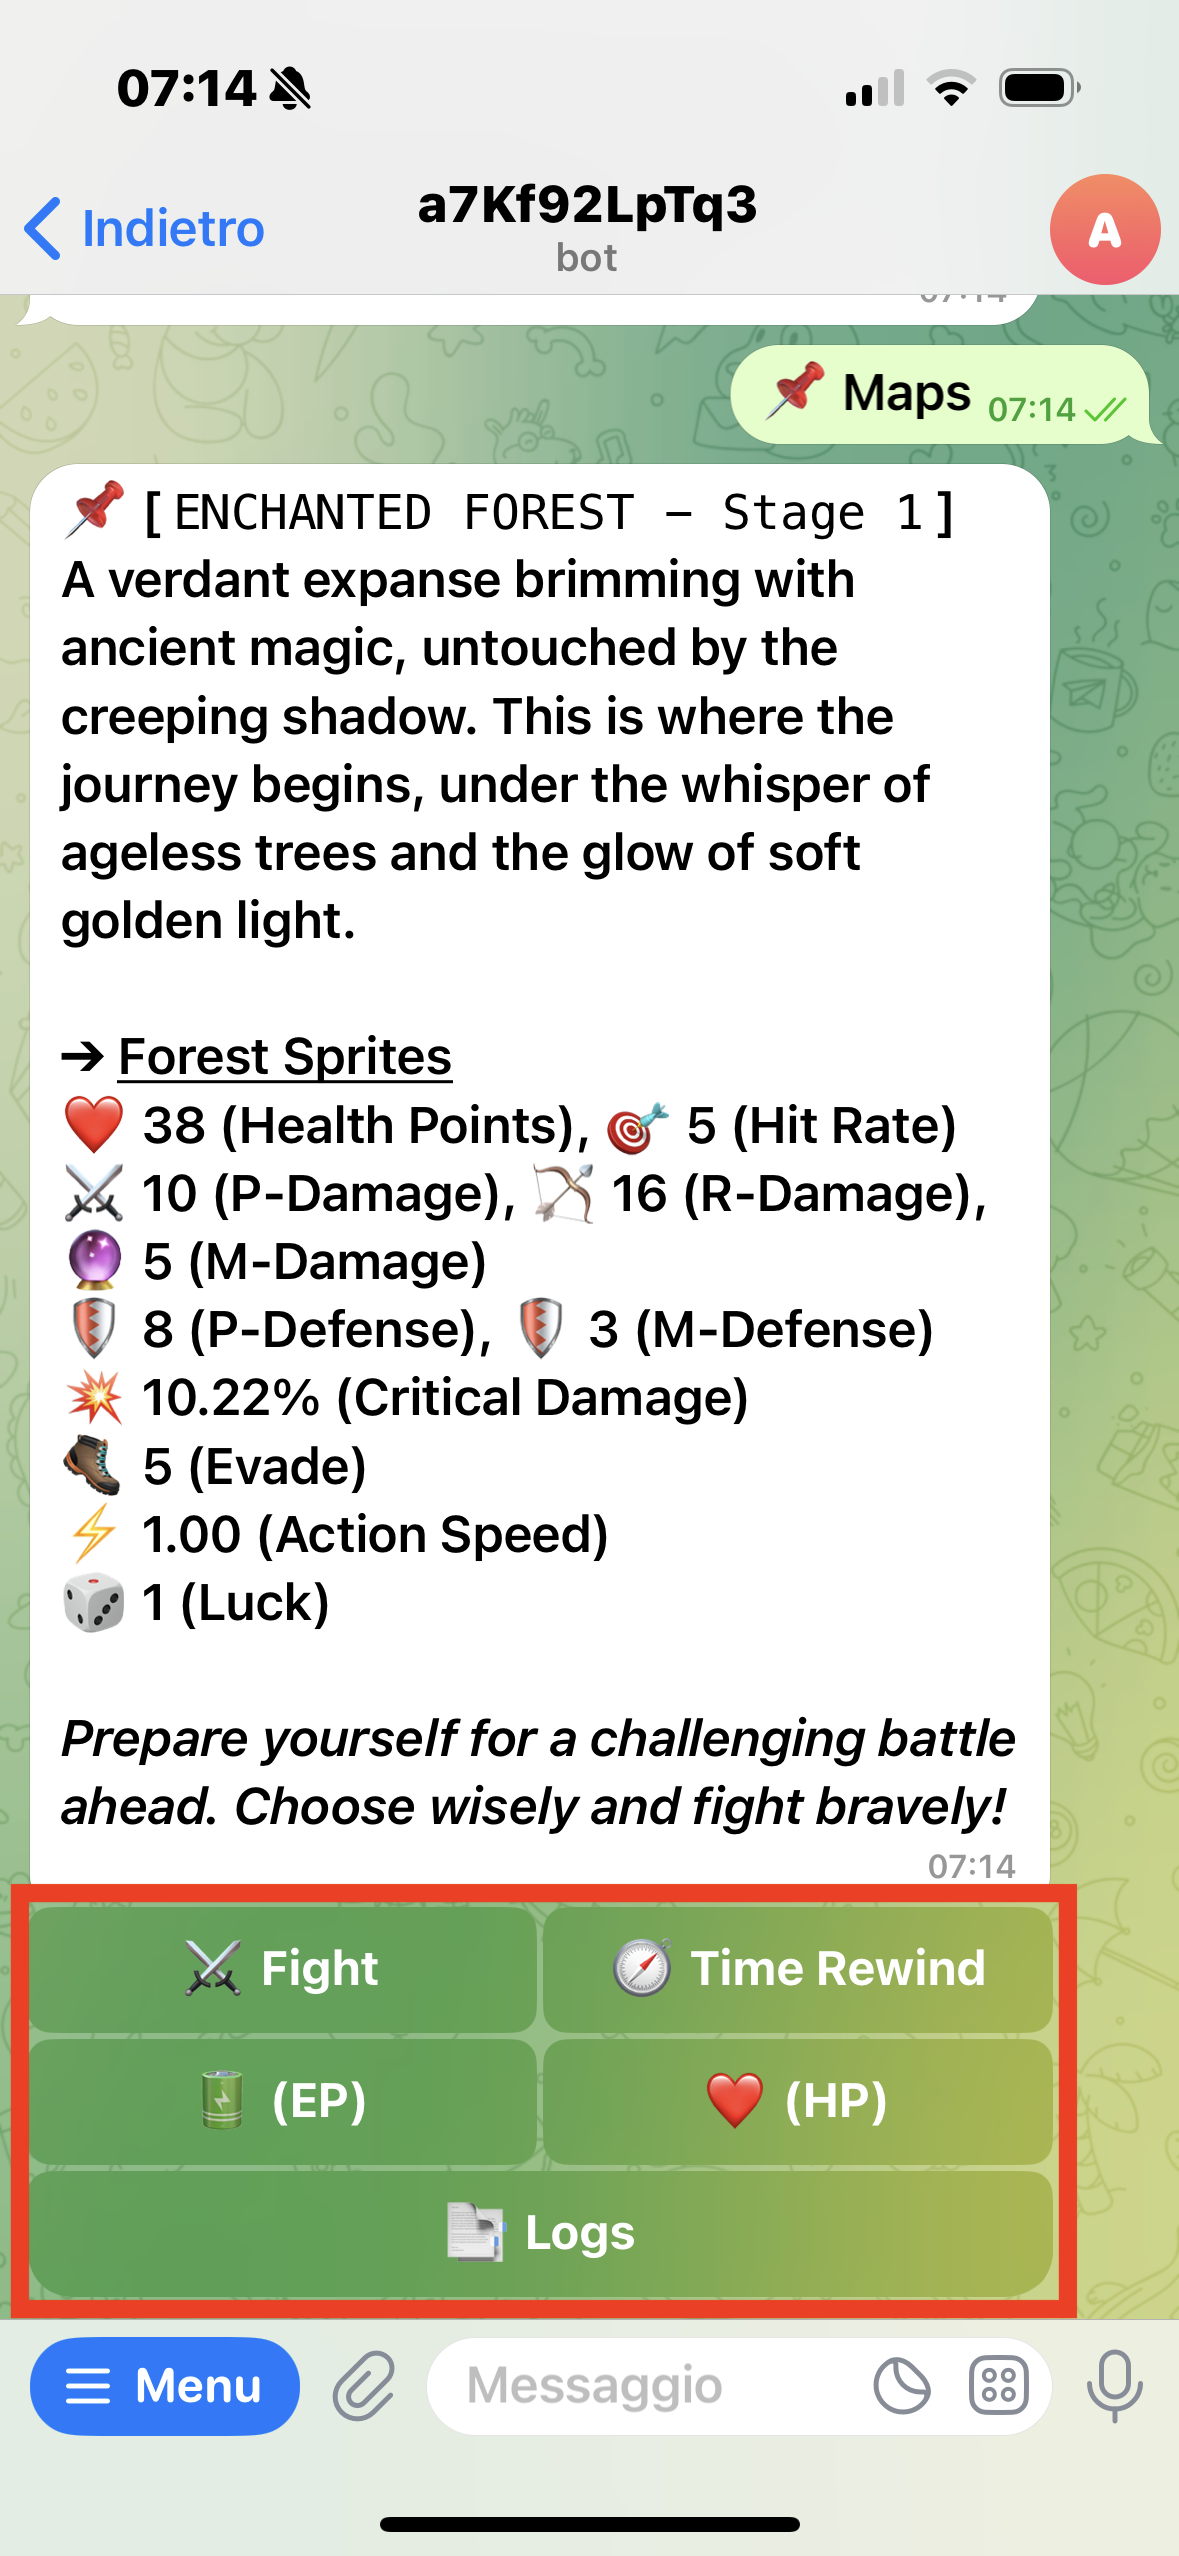 07:14
Indietro
a7Kf92LpTq3
bot
A
07:14
📌 Maps 07:14
📌 [ENCHANTED FOREST – Stage 1]
A verdant expanse brimming with
ancient magic, untouched by the
creeping shadow. This is where the
journey begins, under the whisper of
ageless trees and the glow of soft
golden light.
➔ Forest Sprites
❤️ 38 (Health Points), 🎯 5 (Hit Rate)
⚔️ 10 (P-Damage), 🏹 16 (R-Damage),
🔮 5 (M-Damage)
🛡 8 (P-Defense), 🛡 3 (M-Defense)
💥 10.22% (Critical Damage)
🥾 5 (Evade)
⚡️ 1.00 (Action Speed)
🎲 1 (Luck)
Prepare yourself for a challenging battle
ahead. Choose wisely and fight bravely!
07:14
⚔️ Fight
🧭 Time Rewind
🔋 (EP)
❤️ (HP)
📑 Logs
Menu
Messaggio